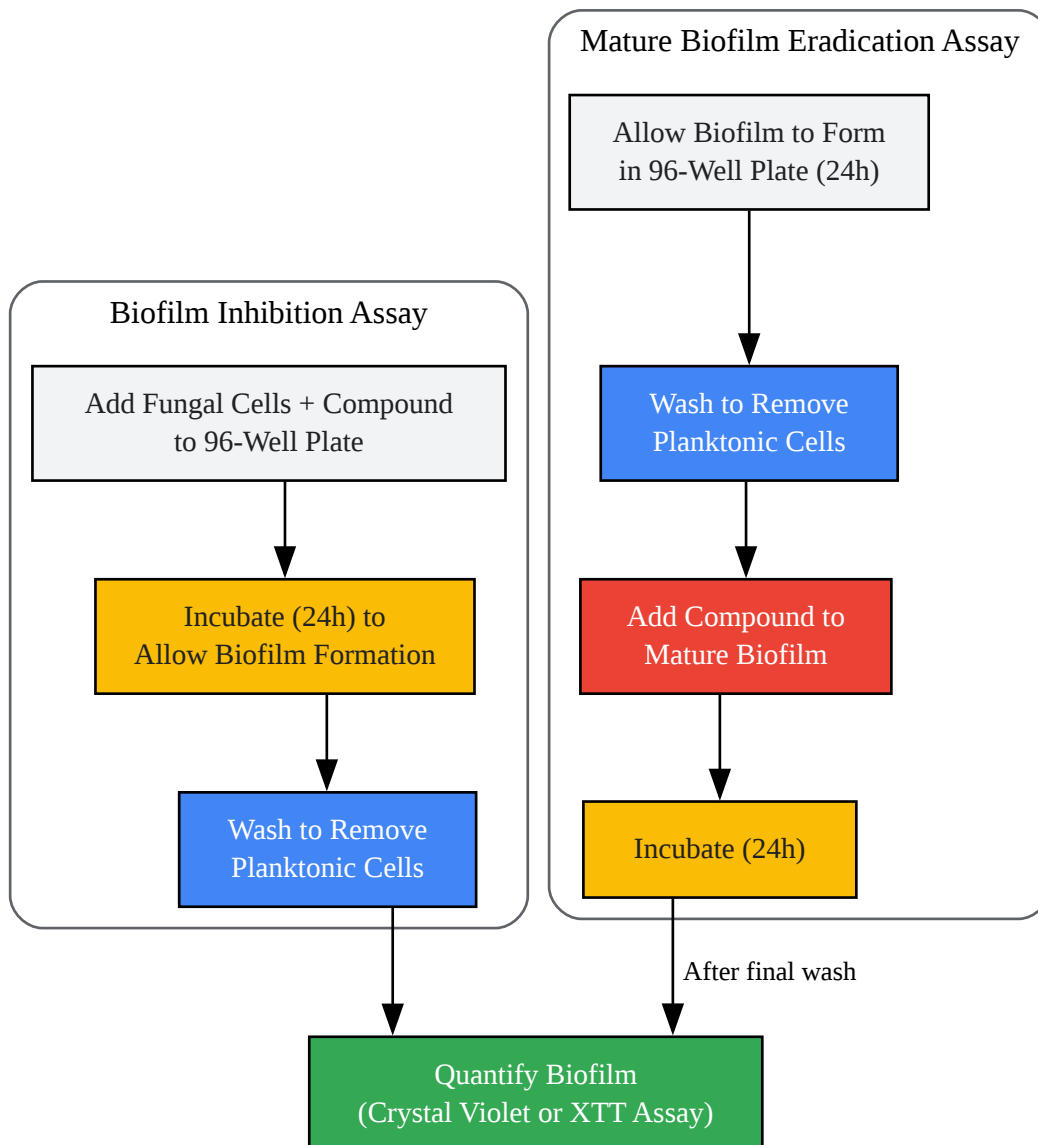 Mature Biofilm Eradication Assay
Allow Biofilm to Form
in 96-Well Plate (24h)
Biofilm Inhibition Assay
Add Fungal Cells + Compound
to 96-Well Plate
Wash to Remove
Planktonic Cells
Incubate (24h) to
Allow Biofilm Formation
Add Compound to
Mature Biofilm
Wash to Remove
Planktonic Cells
Incubate (24h)
After final wash
Quantify Biofilm
(Crystal Violet or XTT Assay)